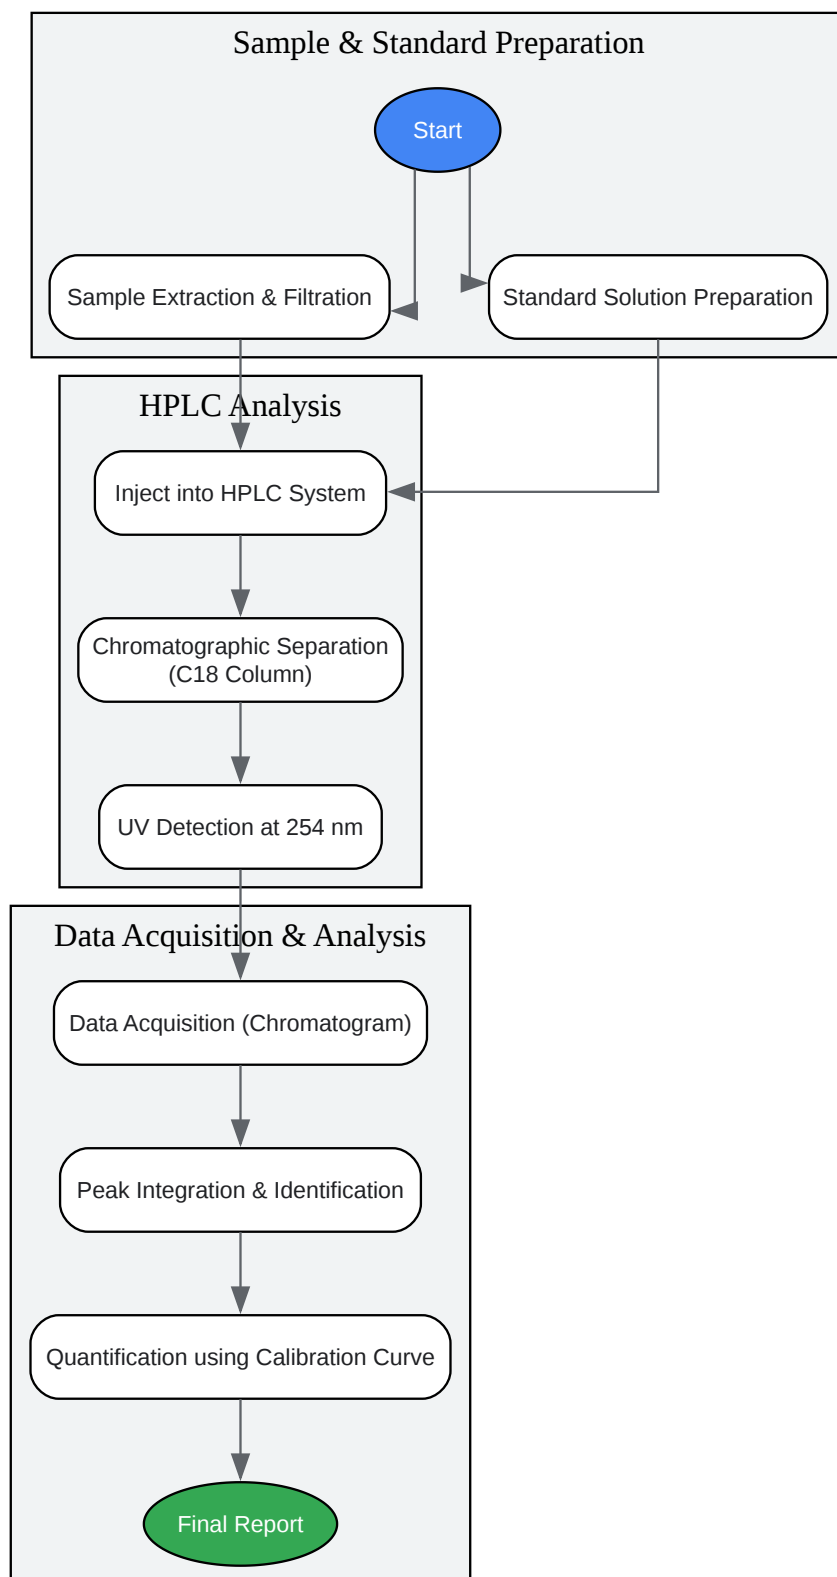 Sample & Standard Preparation
Start
Sample Extraction & Filtration
Standard Solution Preparation
HPLC Analysis
Inject into HPLC System
Chromatographic Separation
(C18 Column)
UV Detection at 254 nm
Data Acquisition & Analysis
Data Acquisition (Chromatogram)
Peak Integration & Identification
Quantification using Calibration Curve
Final Report